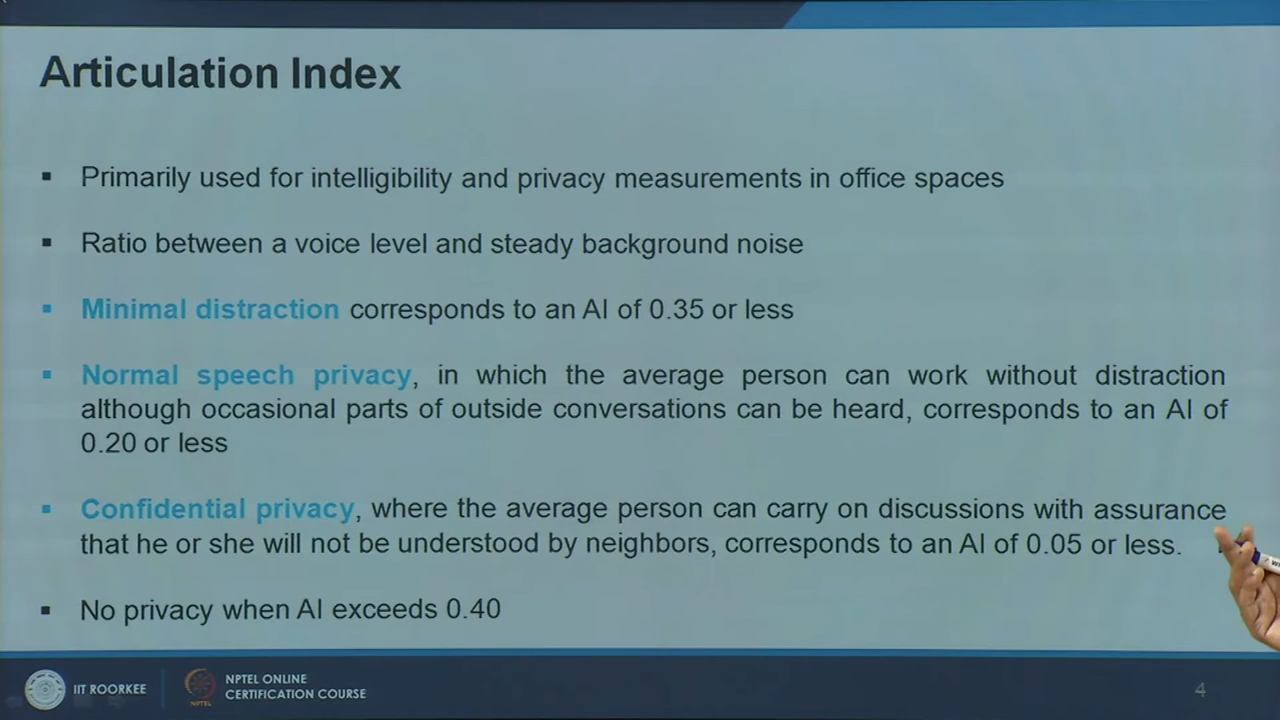 Articulation Index
▪ Primarily used for intelligibility and privacy measurements in office spaces
▪ Ratio between a voice level and steady background noise
▪ Minimal distraction corresponds to an AI of 0.35 or less
▪ Normal speech privacy, in which the average person can work without distraction
although occasional parts of outside conversations can be heard, corresponds to an AI of
0.20 or less
▪ Confidential privacy, where the average person can carry on discussions with assurance
that he or she will not be understood by neighbors, corresponds to an AI of 0.05 or less.
▪ No privacy when AI exceeds 0.40
IIT ROORKEE
NPTEL
NPTEL ONLINE
CERTIFICATION COURSE
4